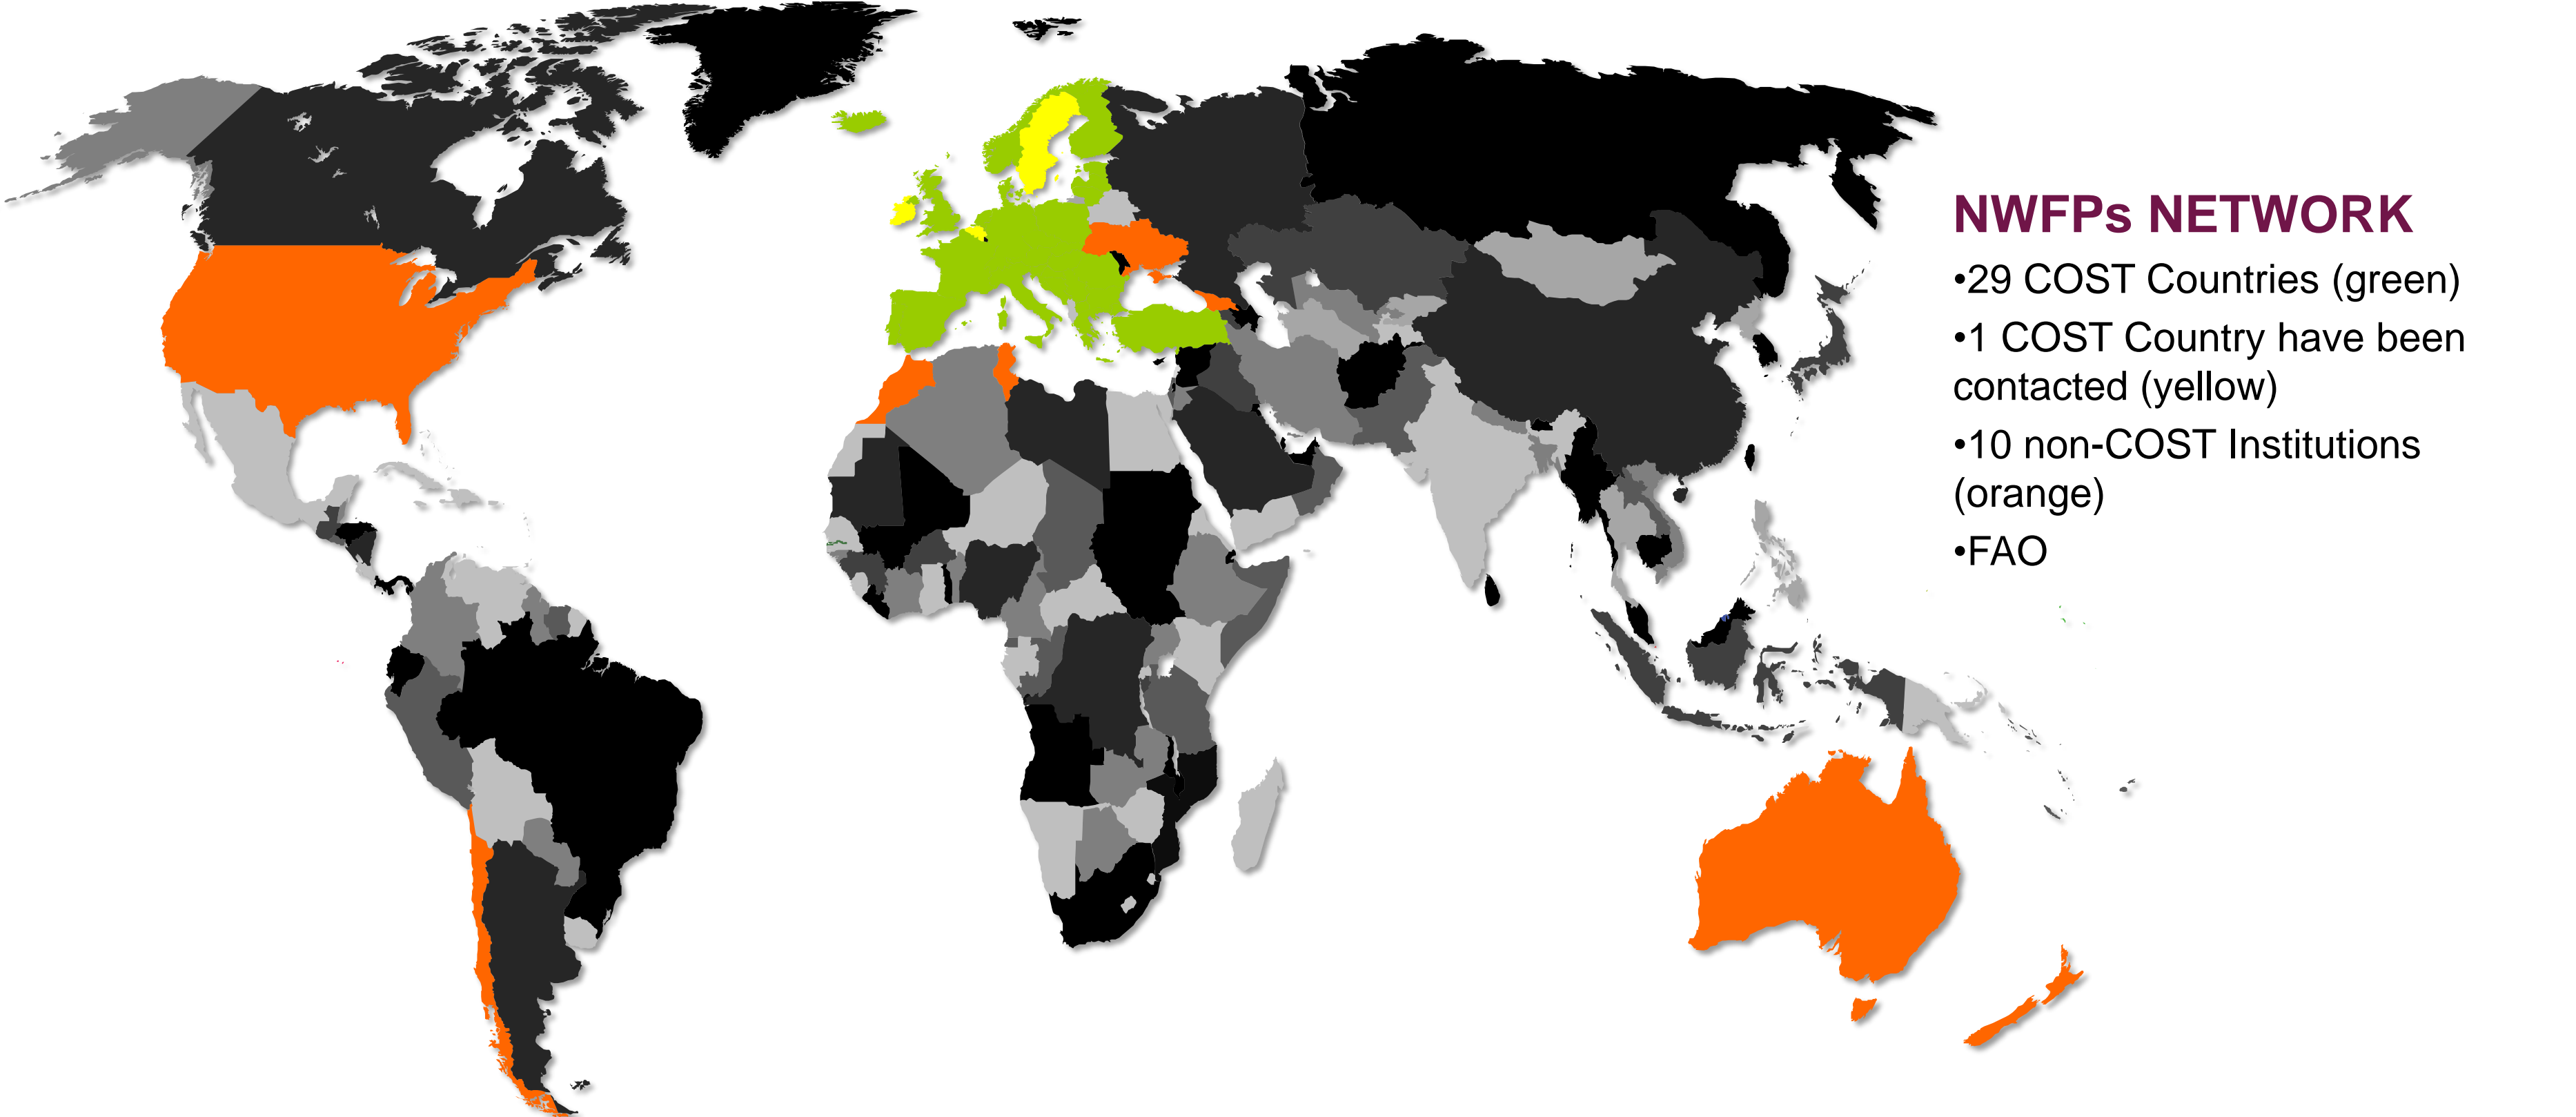 NWFPs NETWORK
•29 COST Countries (green)
•1 COST Country have been
contacted (yellow)
•10 non-COST Institutions
(orange)
•FAO